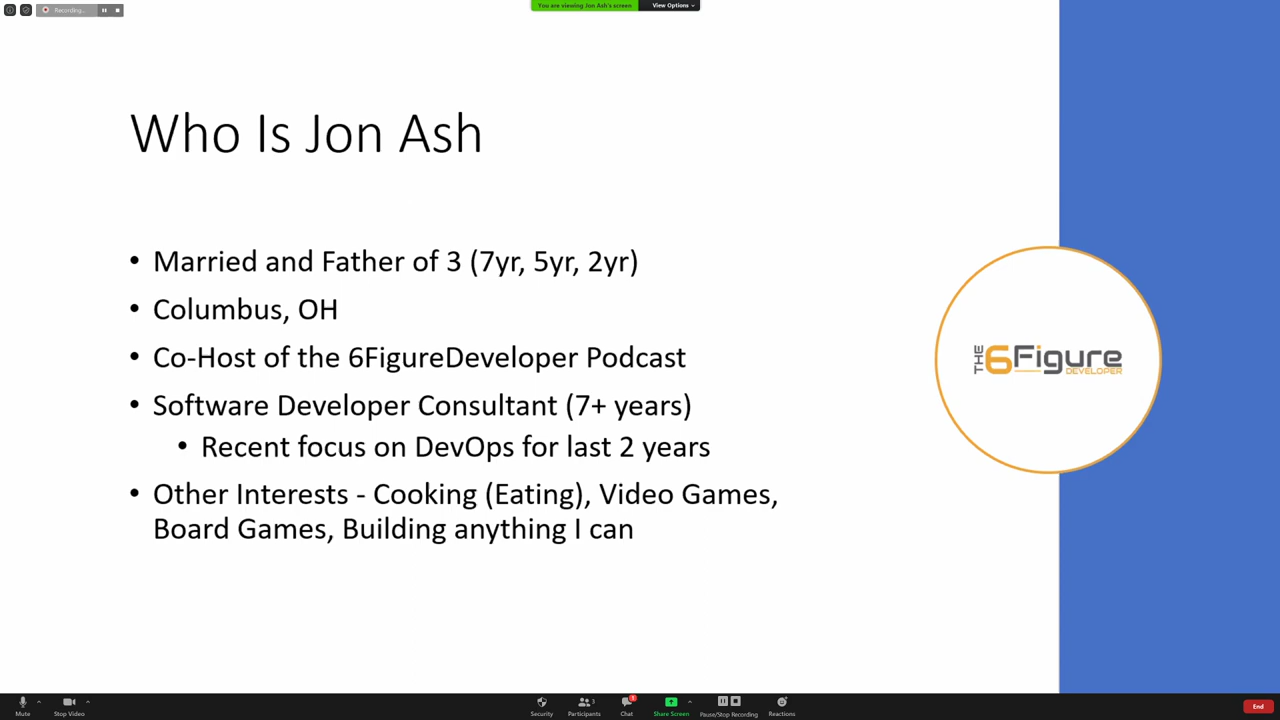 Recording...
You are viewing Jon Ash's screen
View Options
Who Is Jon Ash
• Married and Father of 3 (7yr, 5yr, 2yr)
• Columbus, OH
• Co-Host of the 6FigureDeveloper Podcast
• Software Developer Consultant (7+ years)
• Recent focus on DevOps for last 2 years
• Other Interests - Cooking (Eating), Video Games,
Board Games, Building anything I can
THE 6Figure
DEVELOPER
Mute
Stop Video
Security
Participants 3
Chat
Share Screen
Pause/Stop Recording
Reactions
End